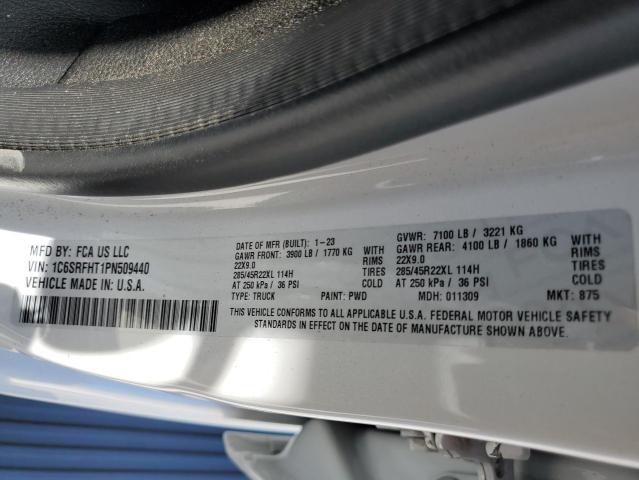 MFD. BY: FCA US LLC
VIN: 1C6SRFHT1PN509440
VEHICLE MADE IN: U.S.A.
DATE OF MFR (BUILT): 1-23
GAWR FRONT: 3900 LB / 1770 KG WITH
22X9.0 RIMS
285/45R22XL 114H TIRES
AT 250 kPa / 36 PSI COLD
TYPE: TRUCK PAINT: PWD
GVWR: 7100 LB / 3221 KG
GAWR REAR: 4100 LB / 1860 KG WITH
22X9.0 RIMS
285/45R22XL 114H TIRES
AT 250 kPa / 36 PSI COLD
MDH: 011309 MKT: 875
THIS VEHICLE CONFORMS TO ALL APPLICABLE U.S.A. FEDERAL MOTOR VEHICLE SAFETY
STANDARDS IN EFFECT ON THE DATE OF MANUFACTURE SHOWN ABOVE.